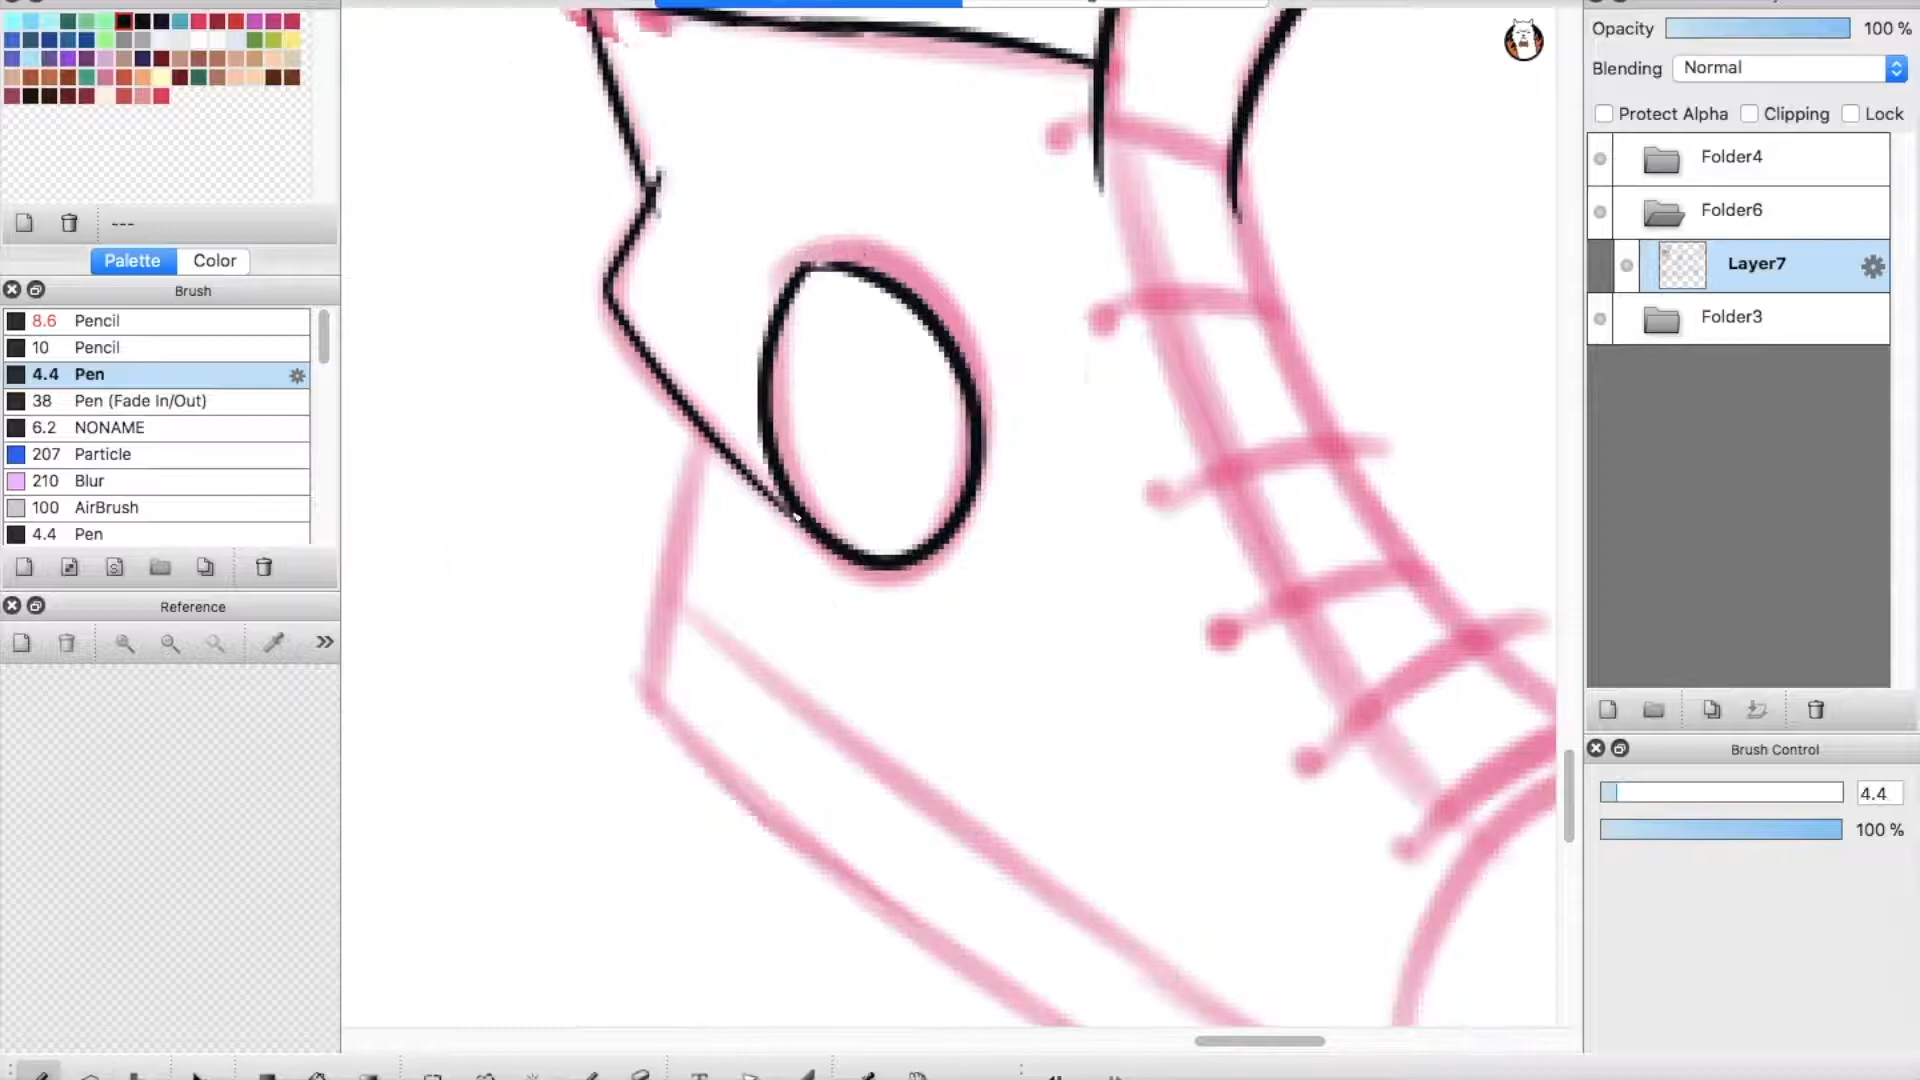 ---
Palette
Color
Brush
8.6 Pencil
10 Pencil
4.4 Pen
38 Pen (Fade In/Out)
6.2 NONAME
207 Particle
210 Blur
100 AirBrush
4.4 Pen
Reference
Opacity 100 %
Blending Normal
Protect Alpha Clipping Lock
Folder4
Folder6
Layer7
Folder3
Brush Control
4.4
100 %